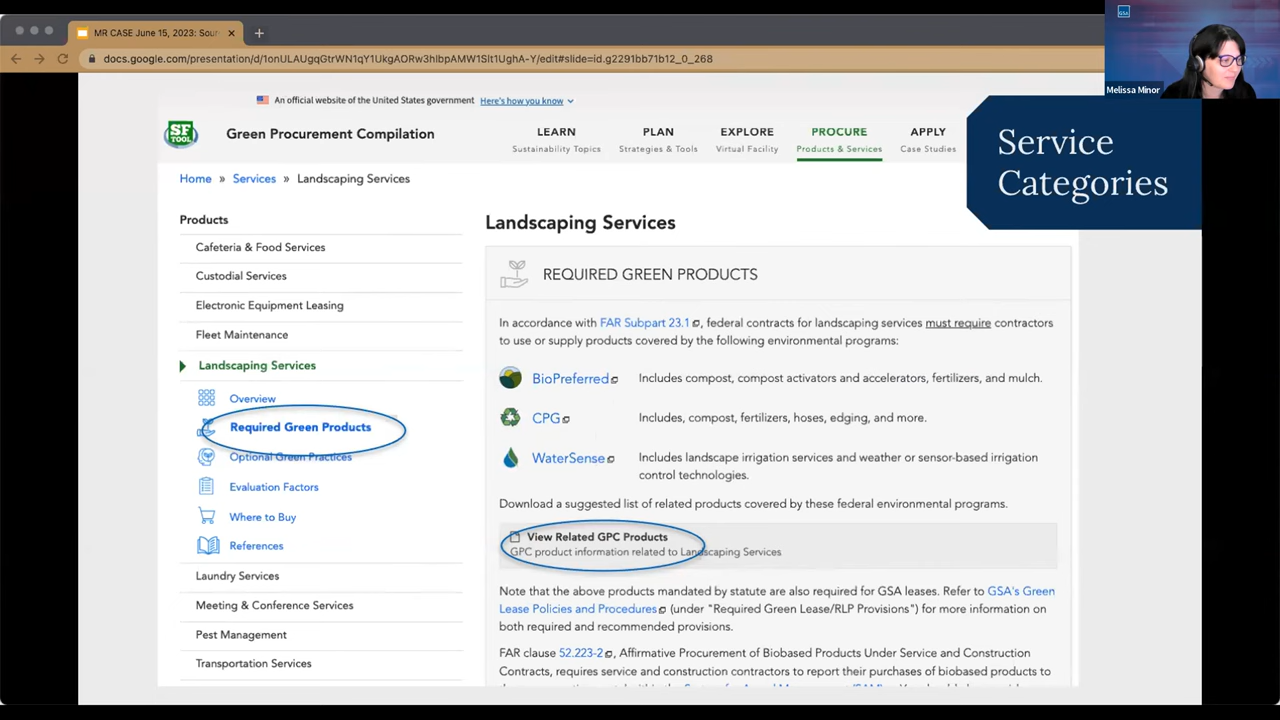 MR CASE June 15, 2023: Sour
docs.google.com/presentation/d/1onULAUgqGtrWN1qY1UkgAORw3hlbpAMW1SIt1UghA-Y/edit#slide=id.g2291bb71b12_0_268
GSA
Melissa Minor
An official website of the United States government Here's how you know
Service
Categories
SF
TOOL
Green Procurement Compilation
LEARN
Sustainability Topics
PLAN
Strategies & Tools
EXPLORE
Virtual Facility
PROCURE
Products & Services
APPLY
Case Studies
Home » Services » Landscaping Services
Products
Cafeteria & Food Services
Custodial Services
Electronic Equipment Leasing
Fleet Maintenance
Landscaping Services
Overview
Required Green Products
Optional Green Practices
Evaluation Factors
Where to Buy
References
Laundry Services
Meeting & Conference Services
Pest Management
Transportation Services
Landscaping Services
REQUIRED GREEN PRODUCTS
In accordance with FAR Subpart 23.1, federal contracts for landscaping services must require contractors
to use or supply products covered by the following environmental programs:
BioPreferred Includes compost, compost activators and accelerators, fertilizers, and mulch.
CPG Includes, compost, fertilizers, hoses, edging, and more.
WaterSense Includes landscape irrigation services and weather or sensor-based irrigation
control technologies.
Download a suggested list of related products covered by these federal environmental programs.
View Related GPC Products
GPC product information related to Landscaping Services
Note that the above products mandated by statute are also required for GSA leases. Refer to GSA's Green
Lease Policies and Procedures (under "Required Green Lease/RLP Provisions") for more information on
both required and recommended provisions.
FAR clause 52.223-2, Affirmative Procurement of Biobased Products Under Service and Construction
Contracts, requires service and construction contractors to report their purchases of biobased products to